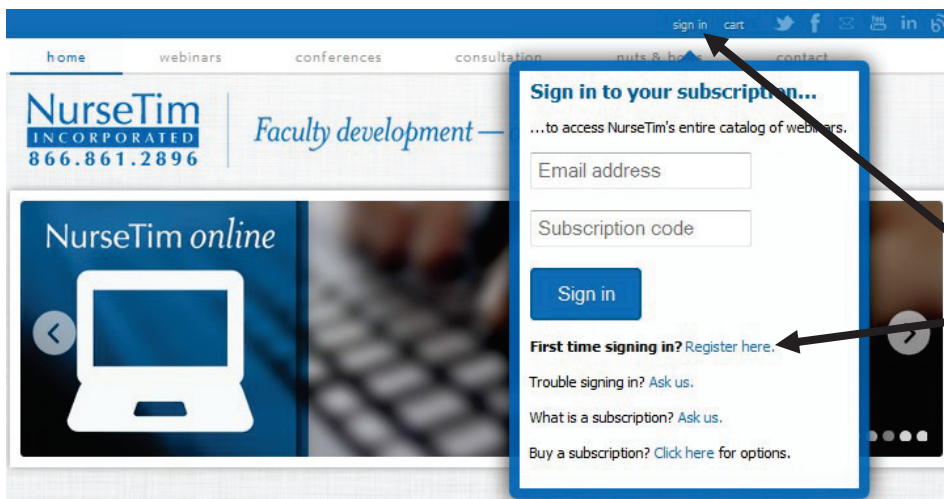 sign in cart
home webinars conferences consultation nuts & bolts contact
NurseTim
INCORPORATED
866.861.2896
Faculty development —
NurseTim online
Sign in to your subscription...
...to access NurseTim's entire catalog of webinars.
Email address
Subscription code
Sign in
First time signing in? Register here.
Trouble signing in? Ask us.
What is a subscription? Ask us.
Buy a subscription? Click here for options.